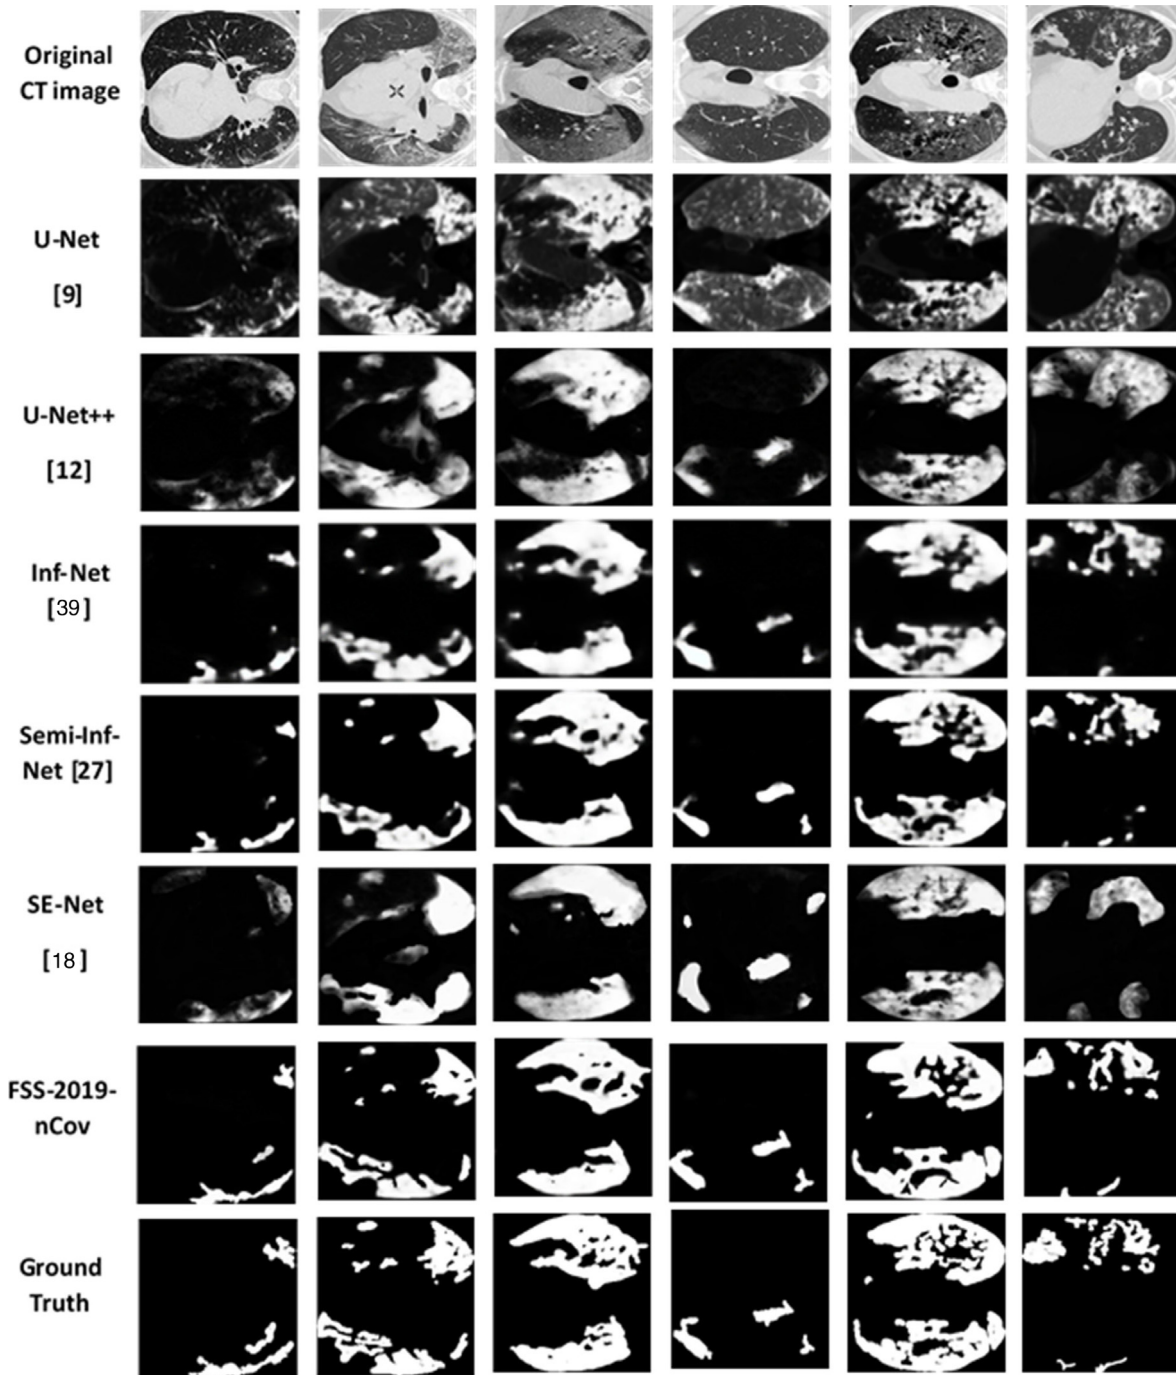 Original
CT image
U-Net
[9]
U-Net++
[12]
Inf-Net
[39]
Semi-Inf-
Net [27]
SE-Net
[18]
FSS-2019-
nCov
Ground
Truth